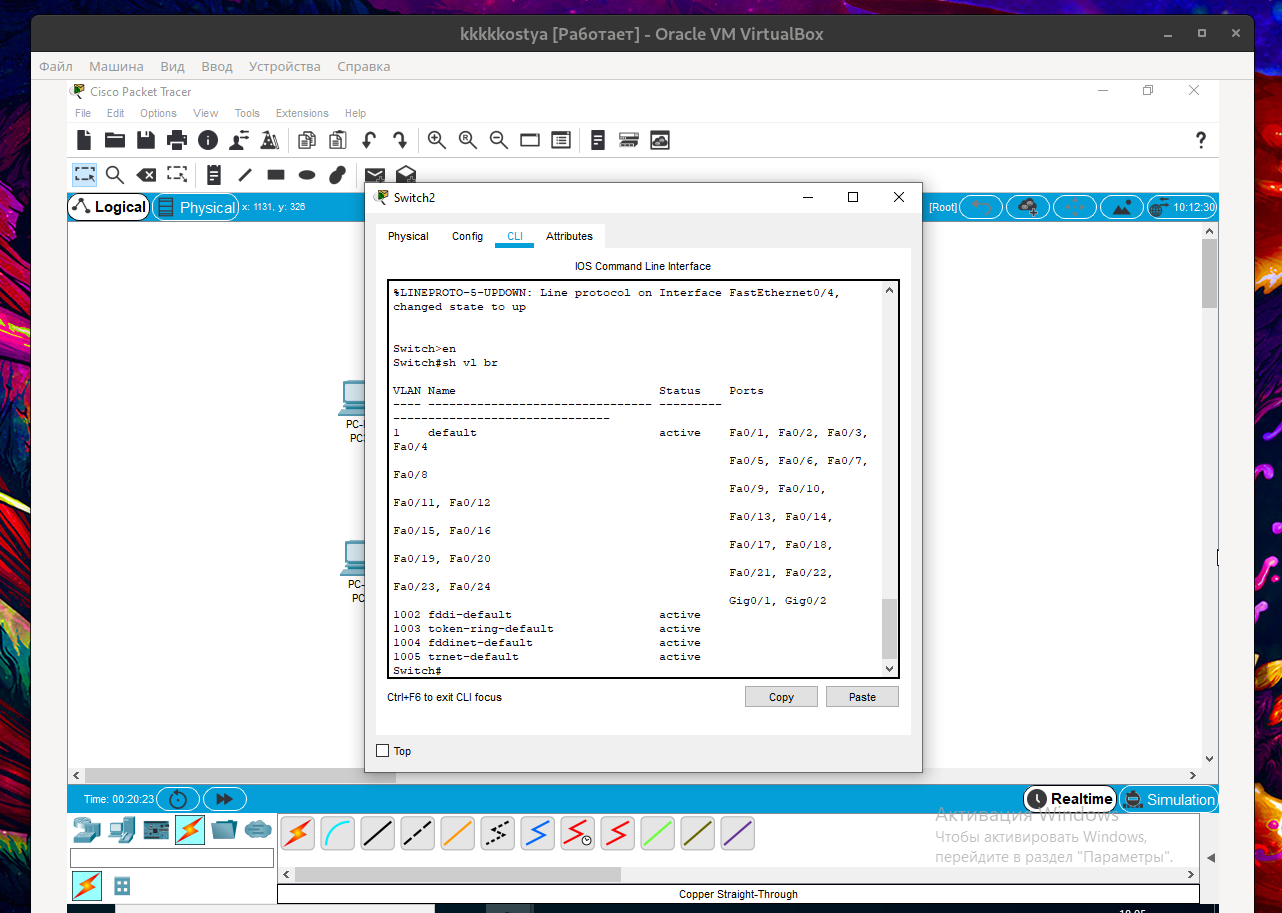 kkkkkostya [Работает] - Oracle VM VirtualBox
Файл Машина Вид Ввод Устройства Справка
Cisco Packet Tracer
File Edit Options View Tools Extensions Help
Logical Physical x: 1131, y: 326
[Root] 10:12:30
Switch2
Physical Config CLI Attributes
IOS Command Line Interface
%LINEPROTO-5-UPDOWN: Line protocol on Interface FastEthernet0/4,
changed state to up
Switch>en
Switch#sh vl br
VLAN Name Status Ports
---- -------------------------------- ---------
-------------------------------
1 default active Fa0/1, Fa0/2, Fa0/3,
Fa0/4
Fa0/5, Fa0/6, Fa0/7,
Fa0/8
Fa0/9, Fa0/10,
Fa0/11, Fa0/12
Fa0/13, Fa0/14,
Fa0/15, Fa0/16
Fa0/17, Fa0/18,
Fa0/19, Fa0/20
Fa0/21, Fa0/22,
Fa0/23, Fa0/24
Gig0/1, Gig0/2
1002 fddi-default active
1003 token-ring-default active
1004 fddinet-default active
1005 trnet-default active
Switch#
Ctrl+F6 to exit CLI focus
Copy Paste
Top
Time: 00:20:23
Realtime Simulation
Активация Windows
Чтобы активировать Windows,
перейдите в раздел "Параметры".
Copper Straight-Through